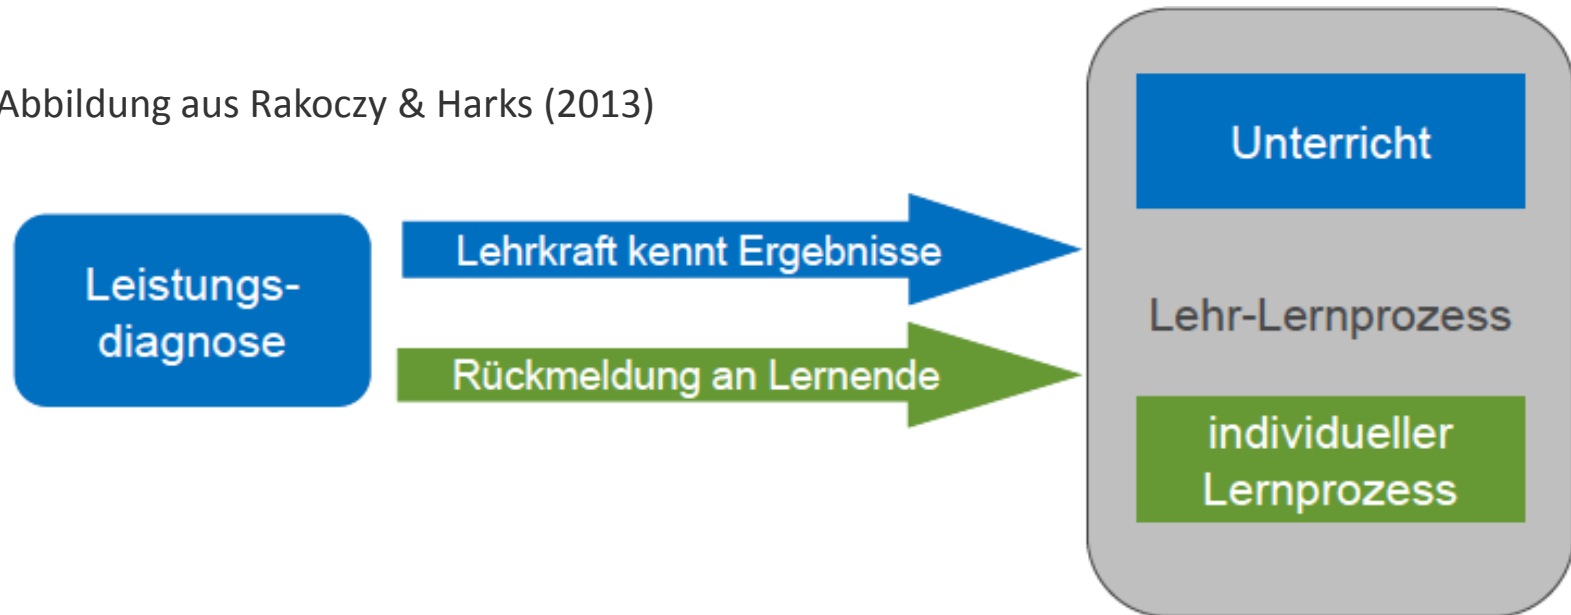 Abbildung aus Rakoczy & Harks (2013)
Leistungs-
diagnose
Lehrkraft kennt Ergebnisse
Rückmeldung an Lernende
Unterricht
Lehr-Lernprozess
individueller
Lernprozess